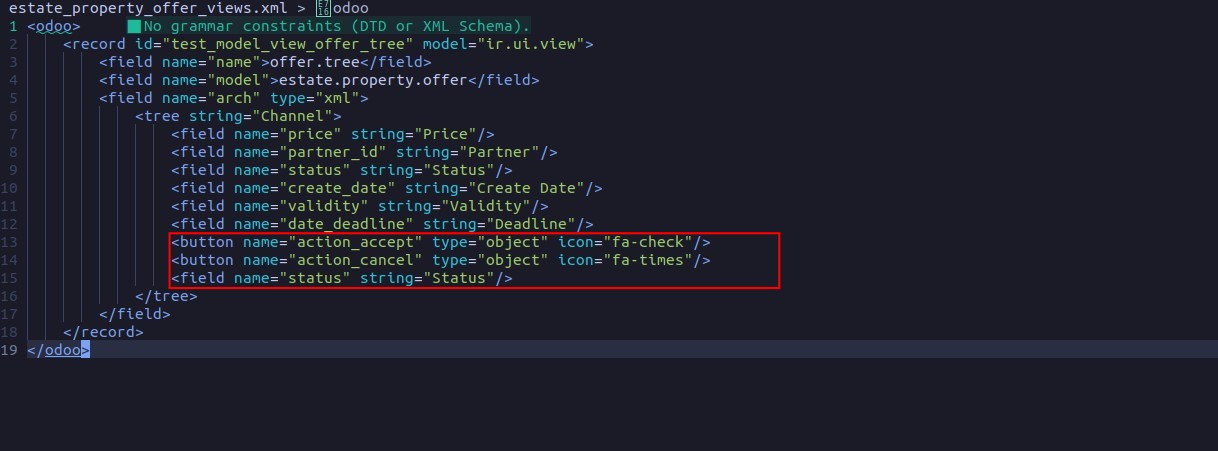 estate_property_offer_views.xml > odoo
1 <odoo> No grammar constraints (DTD or XML Schema).
2 <record id="test_model_view_offer_tree" model="ir.ui.view">
3 <field name="name">offer.tree</field>
4 <field name="model">estate.property.offer</field>
5 <field name="arch" type="xml">
6 <tree string="Channel">
7 <field name="price" string="Price"/>
8 <field name="partner_id" string="Partner"/>
9 <field name="status" string="Status"/>
10 <field name="create_date" string="Create Date"/>
11 <field name="validity" string="Validity"/>
12 <field name="date_deadline" string="Deadline"/>
13 <button name="action_accept" type="object" icon="fa-check"/>
14 <button name="action_cancel" type="object" icon="fa-times"/>
15 <field name="status" string="Status"/>
16 </tree>
17 </field>
18 </record>
19 </odoo>